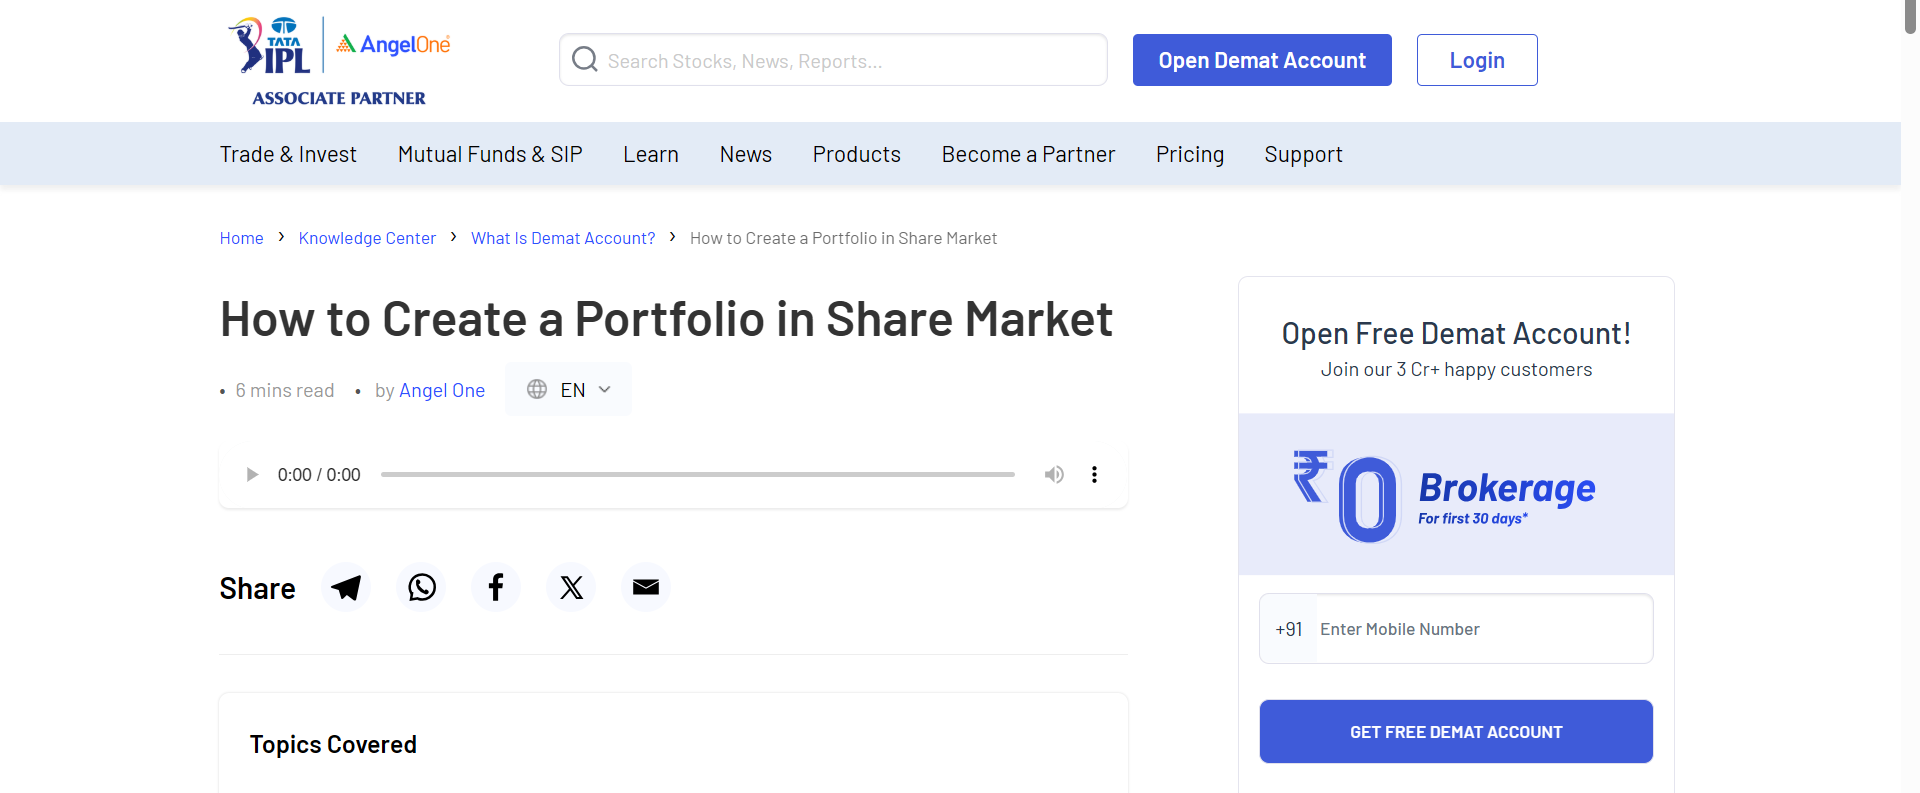 TATA
IPL
AngelOne
ASSOCIATE PARTNER
Search Stocks, News, Reports...
Open Demat Account
Login
Trade & Invest
Mutual Funds & SIP
Learn
News
Products
Become a Partner
Pricing
Support
Home › Knowledge Center › What Is Demat Account? › How to Create a Portfolio in Share Market
How to Create a Portfolio in Share Market
• 6 mins read • by Angel One
EN
0:00 / 0:00
Share
Topics Covered
Open Free Demat Account!
Join our 3 Cr+ happy customers
₹0 Brokerage
For first 30 days*
+91 Enter Mobile Number
GET FREE DEMAT ACCOUNT